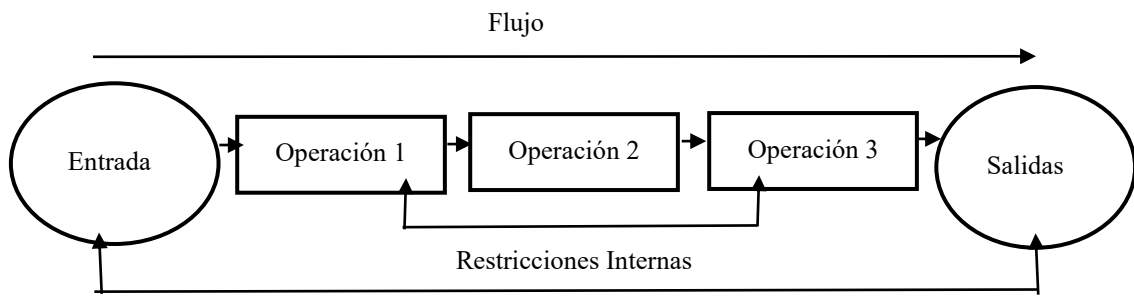 Flujo
Entrada
Operación 1
Operación 2
Operación 3
Salidas
Restricciones Internas